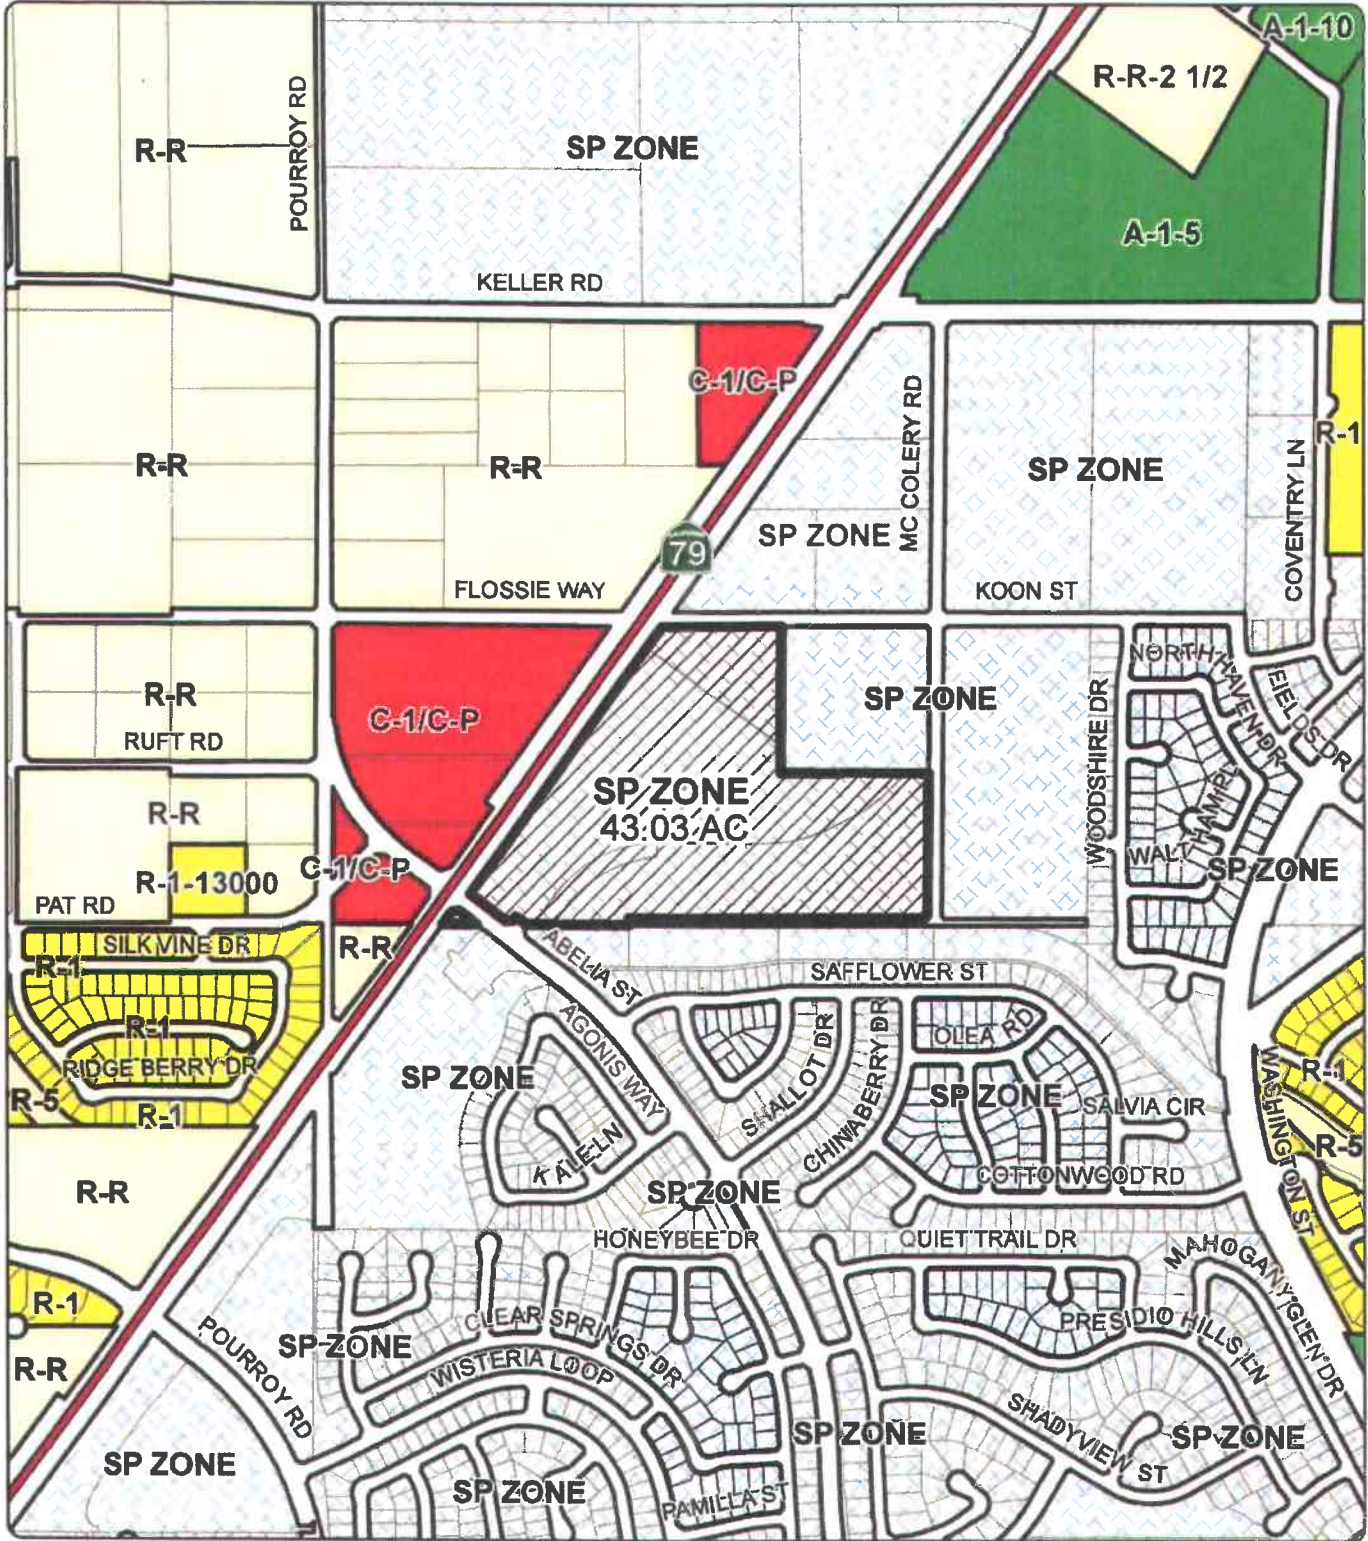 A-1-10
R-R-2 1/2
POURROY RD
R-R
SP ZONE
A-1-5
KELLER RD
C-1/C-P
MC COLERY RD
R-1
R-R
R-R
SP ZONE
COVENTRY LN
SP ZONE
79
FLOSSIE WAY
KOON ST
NORTH HAVEN DR
FIELDS DR
R-R
SP ZONE
WOODSHIRE DR
C-1/C-P
RUFT RD
SP ZONE
43.03 AC
R-R
WALTHAM PL
C-1/C-P
SP ZONE
R-1-13000
PAT RD
SILK VINE DR
R-R
ABELIA ST
R-1
SAFFLOWER ST
AGONIS WAY
R-1
OLEA RD
SHALLOT DR
CHINABERRY DR
RIDGE BERRY DR
SP ZONE
SP ZONE
R-1
WASHINGTON ST
R-5
R-1
SALVIA CIR
R-5
KALE LN
COTTONWOOD RD
R-R
SP ZONE
HONEYBEE DR
QUIET TRAIL DR
MAHOGANY GLEN DR
R-1
CLEAR SPRINGS DR
PRESIDIO HILLS LN
POURROY RD
SP ZONE
R-R
WISTERIA LOOP
SHADYVIEW ST
SP ZONE
SP ZONE
SP ZONE
SP ZONE
PAMILLA ST